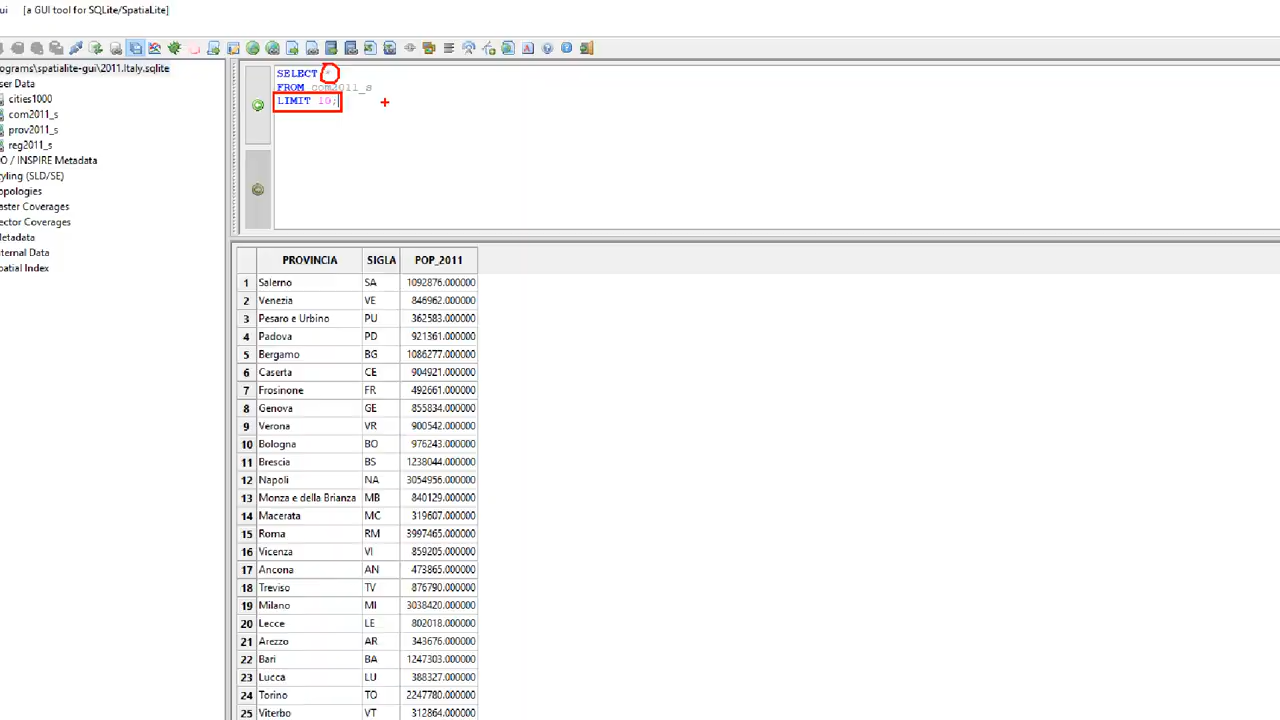 ui [a GUI tool for SQLite/SpatiaLite]
ograms\spatialite-gui\2011.Italy.sqlite
ser Data
cities1000
com2011_s
prov2011_s
reg2011_s
O / INSPIRE Metadata
yling (SLD/SE)
opologies
aster Coverages
ector Coverages
Metadata
nternal Data
patial Index
SELECT *
FROM com2011_s
LIMIT 10;
PROVINCIA SIGLA POP_2011
1 Salerno SA 1092876.000000
2 Venezia VE 846962.000000
3 Pesaro e Urbino PU 362583.000000
4 Padova PD 921361.000000
5 Bergamo BG 1086277.000000
6 Caserta CE 904921.000000
7 Frosinone FR 492661.000000
8 Genova GE 855834.000000
9 Verona VR 900542.000000
10 Bologna BO 976243.000000
11 Brescia BS 1238044.000000
12 Napoli NA 3054956.000000
13 Monza e della Brianza MB 840129.000000
14 Macerata MC 319607.000000
15 Roma RM 3997465.000000
16 Vicenza VI 859205.000000
17 Ancona AN 473865.000000
18 Treviso TV 876790.000000
19 Milano MI 3038420.000000
20 Lecce LE 802018.000000
21 Arezzo AR 343676.000000
22 Bari BA 1247303.000000
23 Lucca LU 388327.000000
24 Torino TO 2247780.000000
25 Viterbo VT 312864.000000